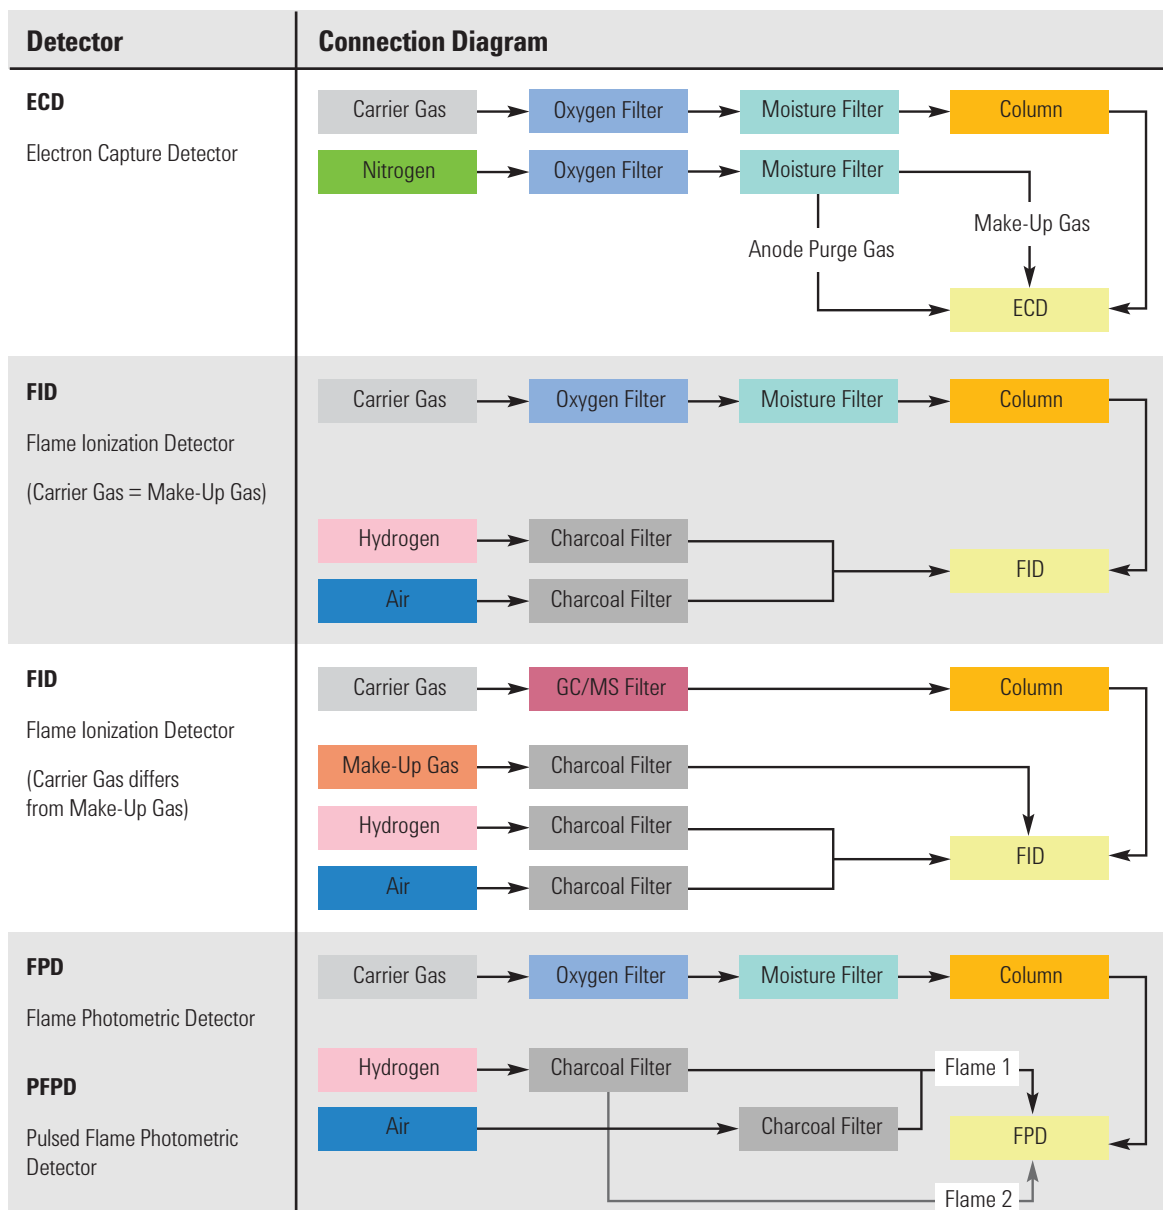 Detector
Connection Diagram
ECD
Electron Capture Detector
Carrier Gas
Oxygen Filter
Moisture Filter
Column
Nitrogen
Oxygen Filter
Moisture Filter
Make-Up Gas
Anode Purge Gas
ECD
FID
Flame Ionization Detector
(Carrier Gas = Make-Up Gas)
Carrier Gas
Oxygen Filter
Moisture Filter
Column
Hydrogen
Charcoal Filter
Air
Charcoal Filter
FID
FID
Flame Ionization Detector
(Carrier Gas differs
from Make-Up Gas)
Carrier Gas
GC/MS Filter
Column
Make-Up Gas
Charcoal Filter
Hydrogen
Charcoal Filter
Air
Charcoal Filter
FID
FPD
Flame Photometric Detector
PFPD
Pulsed Flame Photometric
Detector
Carrier Gas
Oxygen Filter
Moisture Filter
Column
Hydrogen
Charcoal Filter
Flame 1
Air
Charcoal Filter
FPD
Flame 2